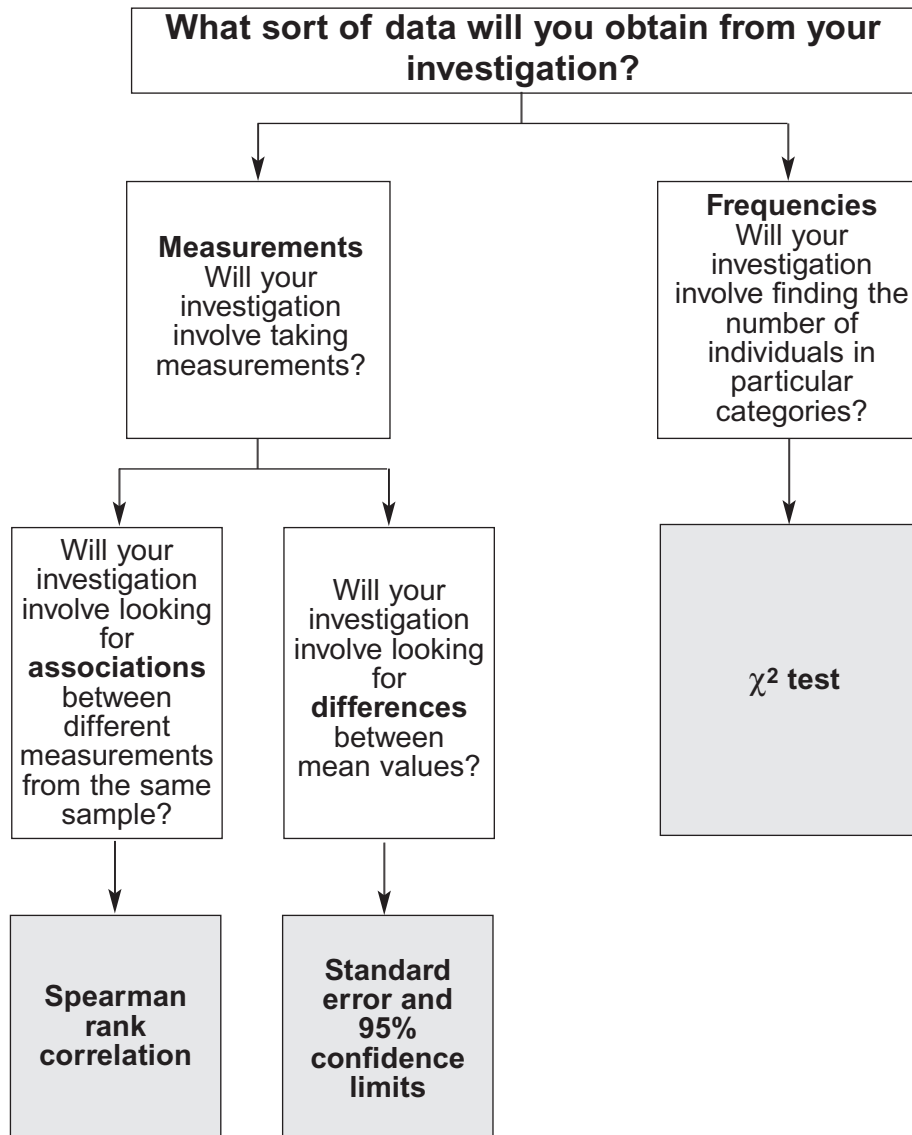 What sort of data will you obtain from your
investigation?
Measurements
Will your
investigation
involve taking
measurements?
Frequencies
Will your
investigation
involve finding the
number of
individuals in
particular
categories?
Will your
investigation
involve looking
for
associations
between
different
measurements
from the same
sample?
Will your
investigation
involve looking
for
differences
between
mean values?
χ² test
Spearman
rank
correlation
Standard
error and
95%
confidence
limits